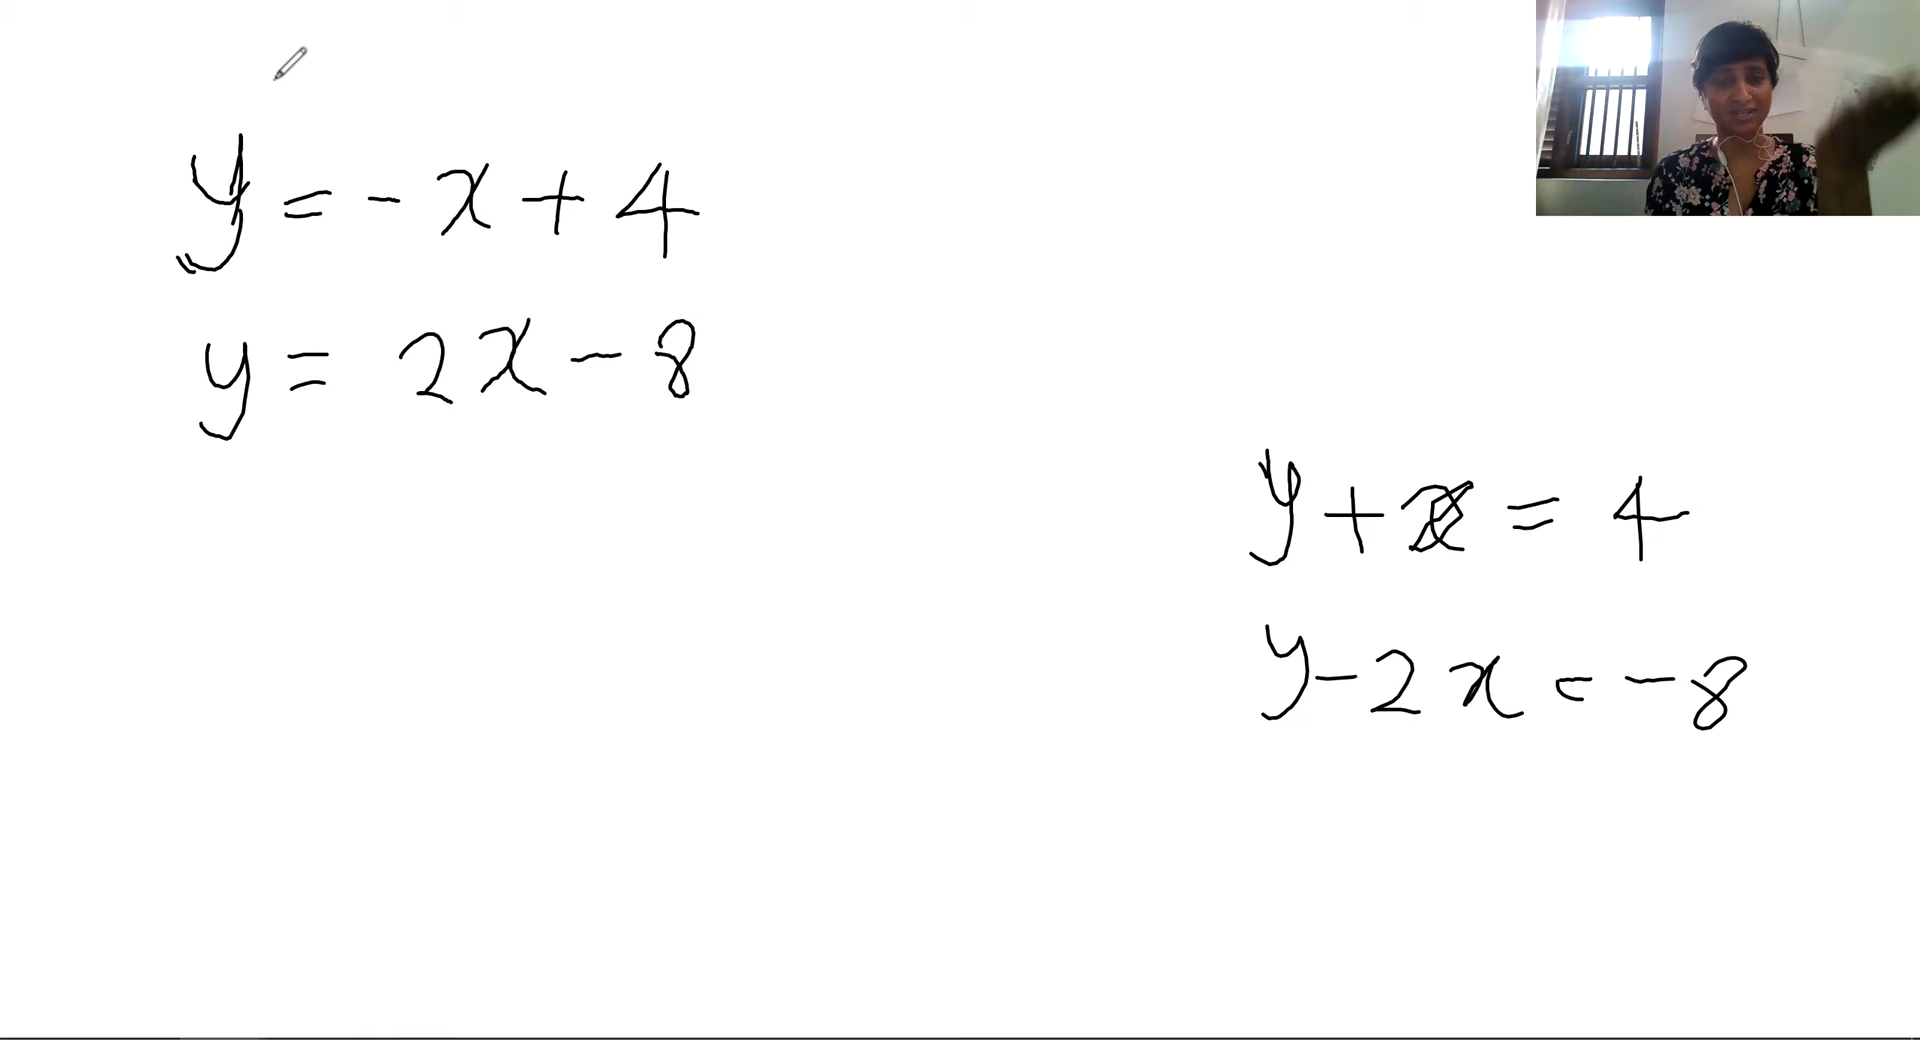 y = - x + 4
y = 2x - 8
y + x = 4
y - 2x = -8